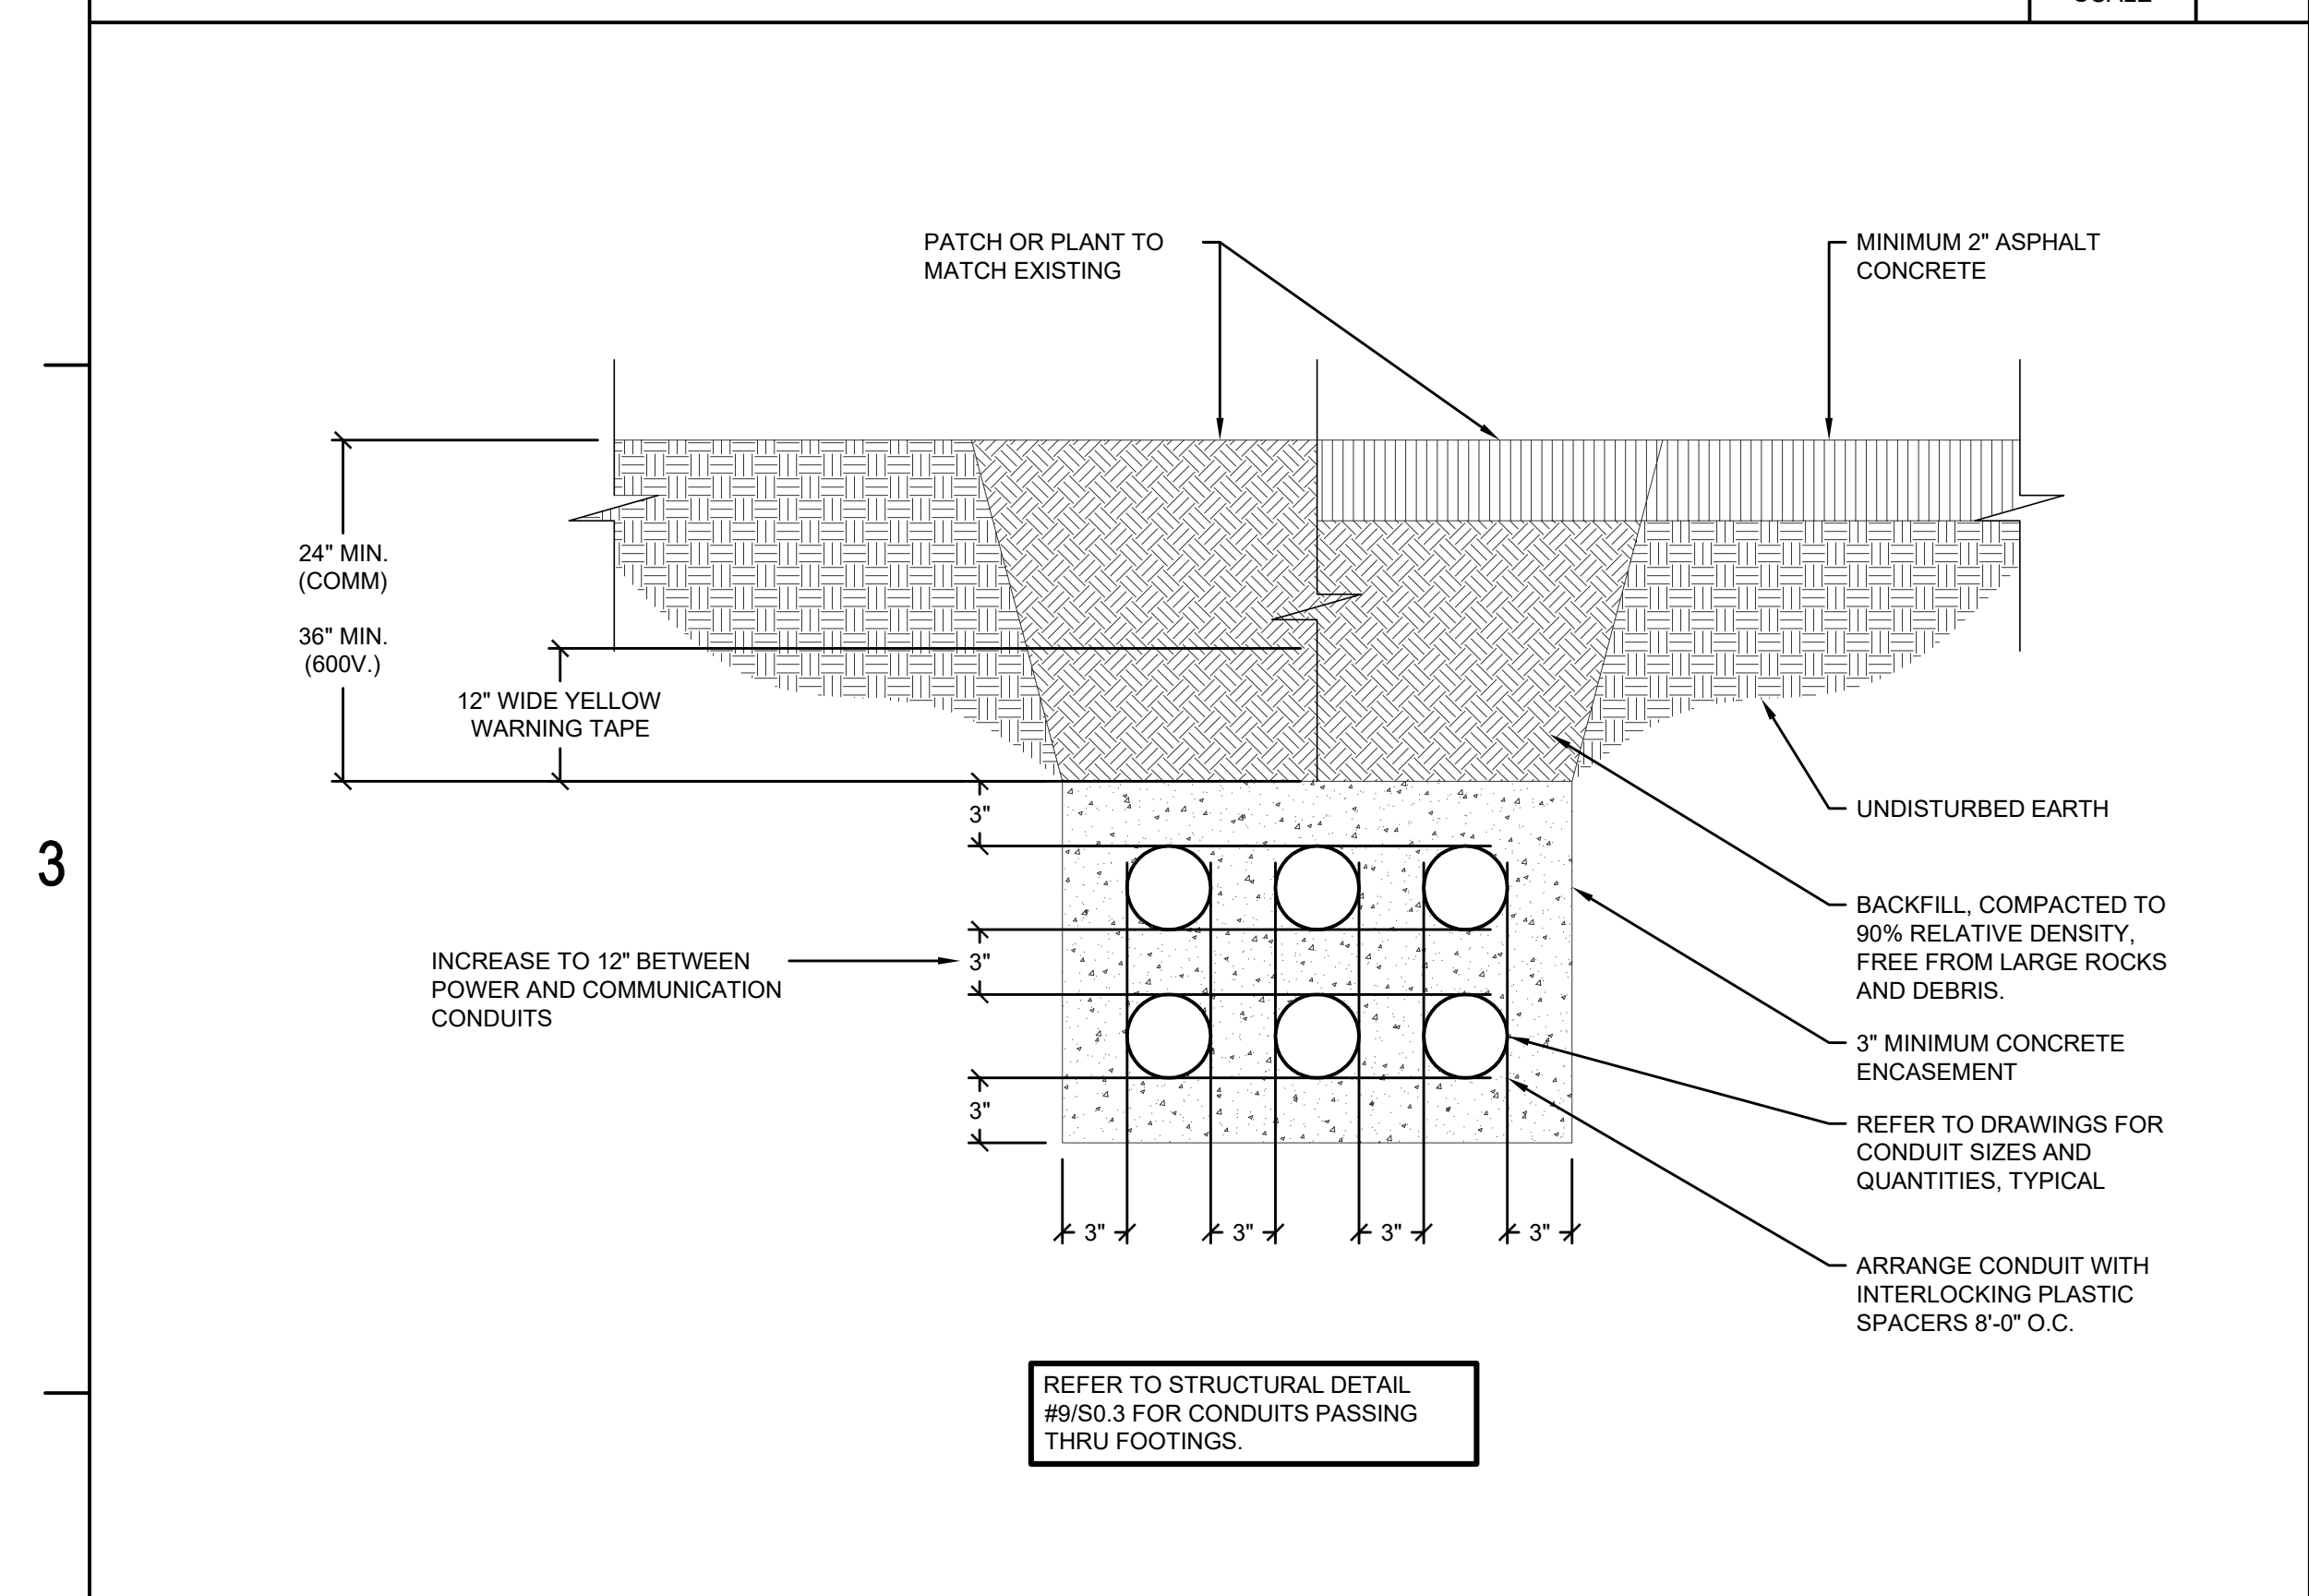 PATCH OR PLANT TO
MATCH EXISTING
MINIMUM 2" ASPHALT
CONCRETE
24" MIN.
(COMM)
36" MIN.
(600V.)
12" WIDE YELLOW
WARNING TAPE
3"
UNDISTURBED EARTH
3
BACKFILL, COMPACTED TO
90% RELATIVE DENSITY,
FREE FROM LARGE ROCKS
AND DEBRIS.
INCREASE TO 12" BETWEEN
POWER AND COMMUNICATION
CONDUITS
3"
3" MINIMUM CONCRETE
ENCASEMENT
3"
REFER TO DRAWINGS FOR
CONDUIT SIZES AND
QUANTITIES, TYPICAL
3" 3" 3" 3"
ARRANGE CONDUIT WITH
INTERLOCKING PLASTIC
SPACERS 8'-0" O.C.
REFER TO STRUCTURAL DETAIL
#9/S0.3 FOR CONDUITS PASSING
THRU FOOTINGS.